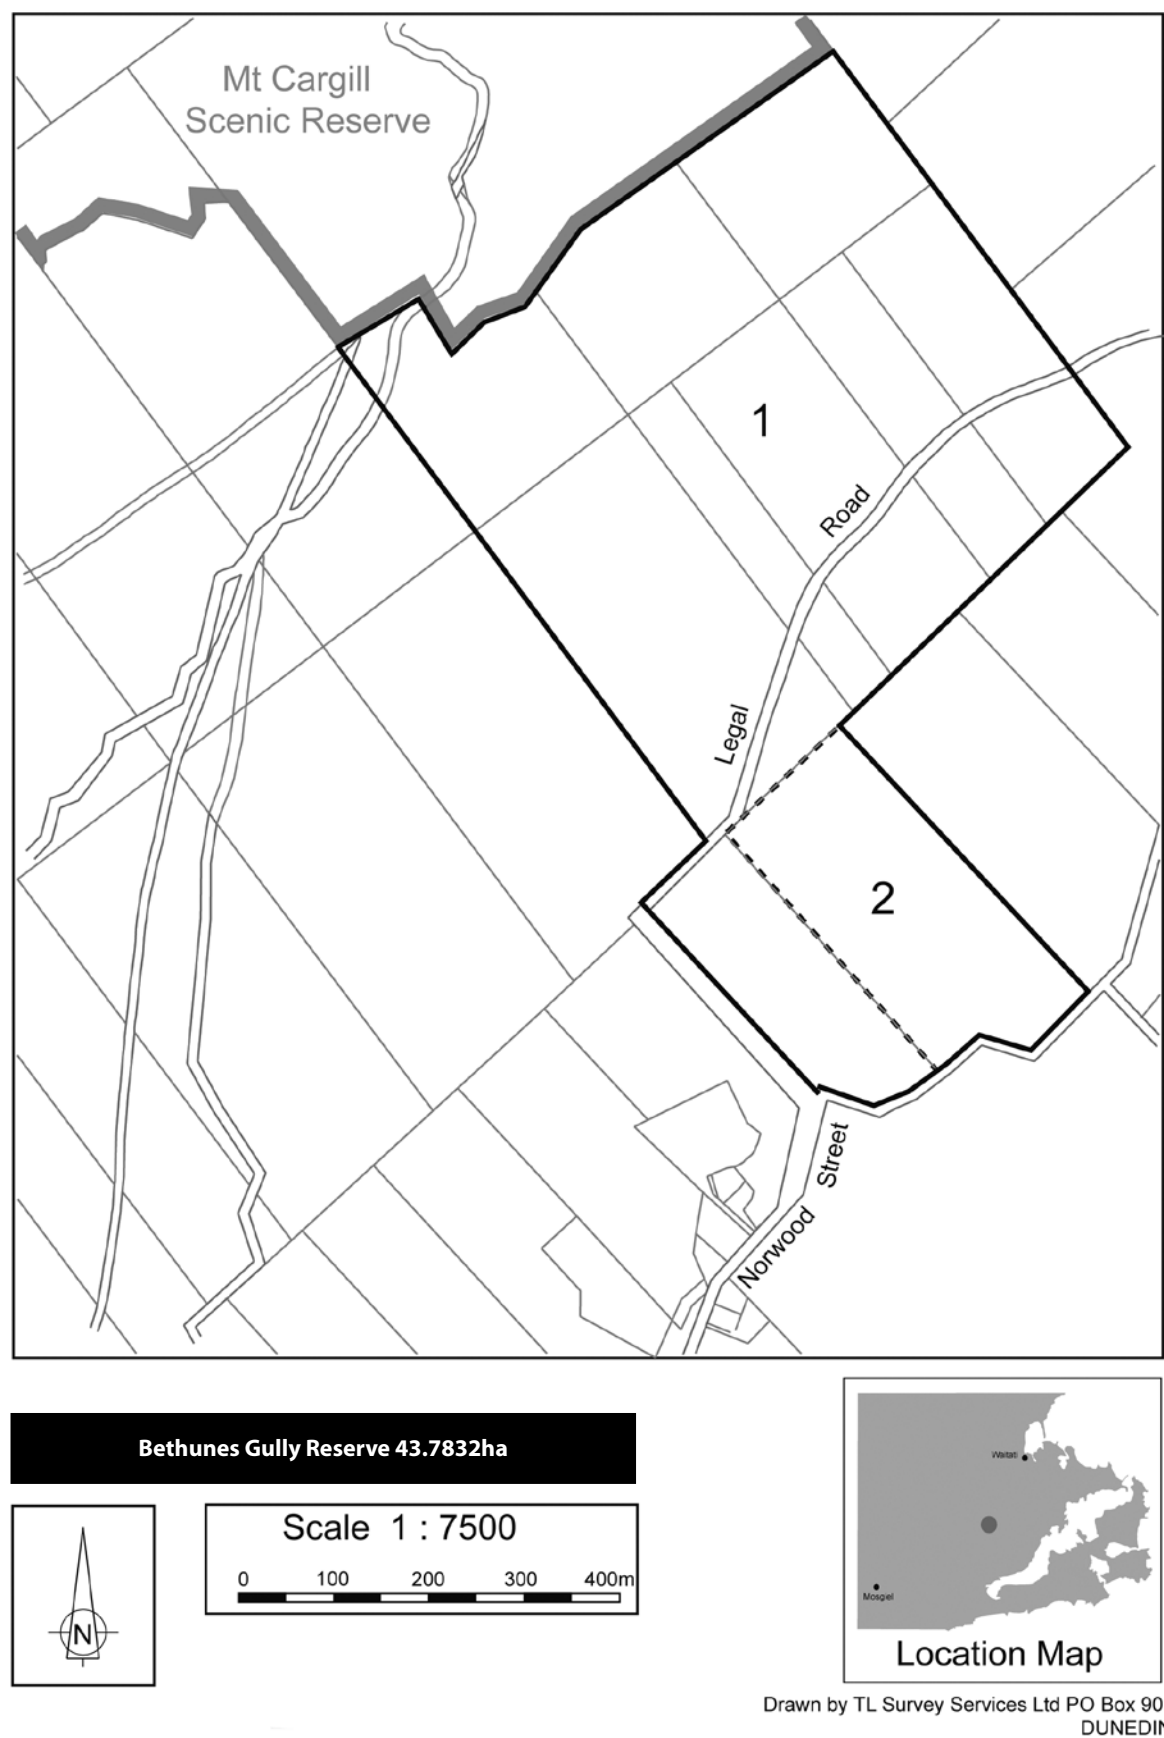 Mt Cargill
Scenic Reserve
1
Road
Legal
2
Street
Norwood
Bethunes Gully Reserve 43.7832ha
N
Scale 1 : 7500
0 100 200 300 400m
Waitati
Mosgiel
Location Map
Drawn by TL Survey Services Ltd PO Box 90
DUNEDIN